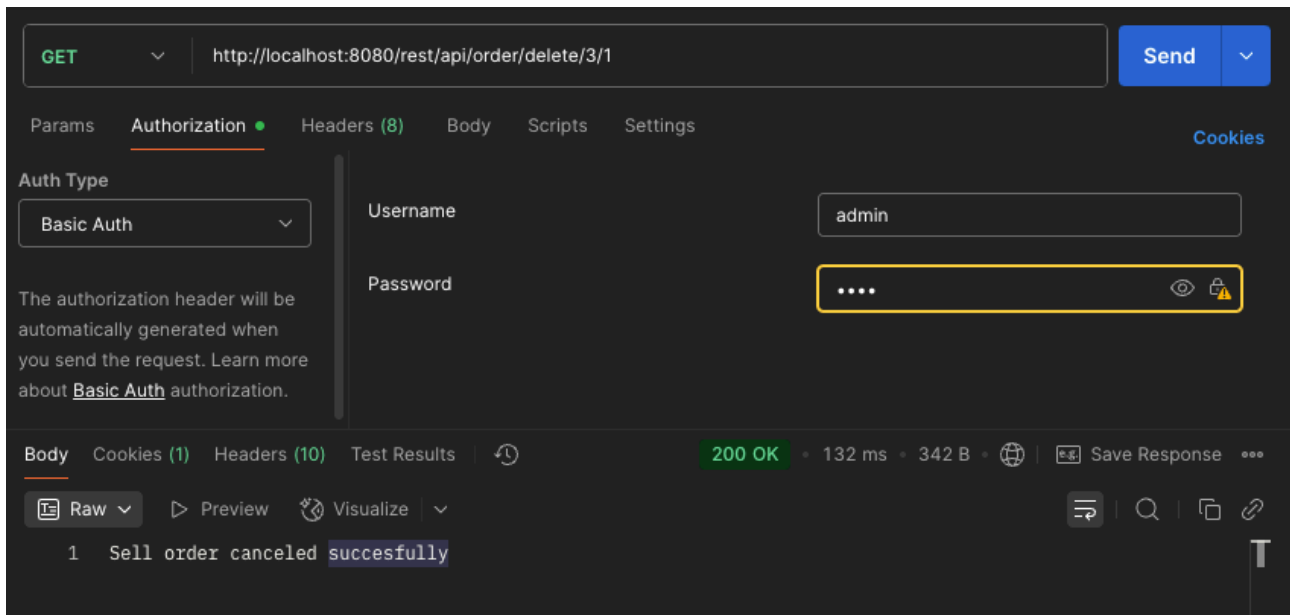 GET http://localhost:8080/rest/api/order/delete/3/1 Send
Params Authorization Headers (8) Body Scripts Settings Cookies
Auth Type
Basic Auth
The authorization header will be
automatically generated when
you send the request. Learn more
about Basic Auth authorization.
Username admin
Password ••••
Body Cookies (1) Headers (10) Test Results 200 OK • 132 ms • 342 B • e.g. Save Response
Raw Preview Visualize
1 Sell order canceled succesfully